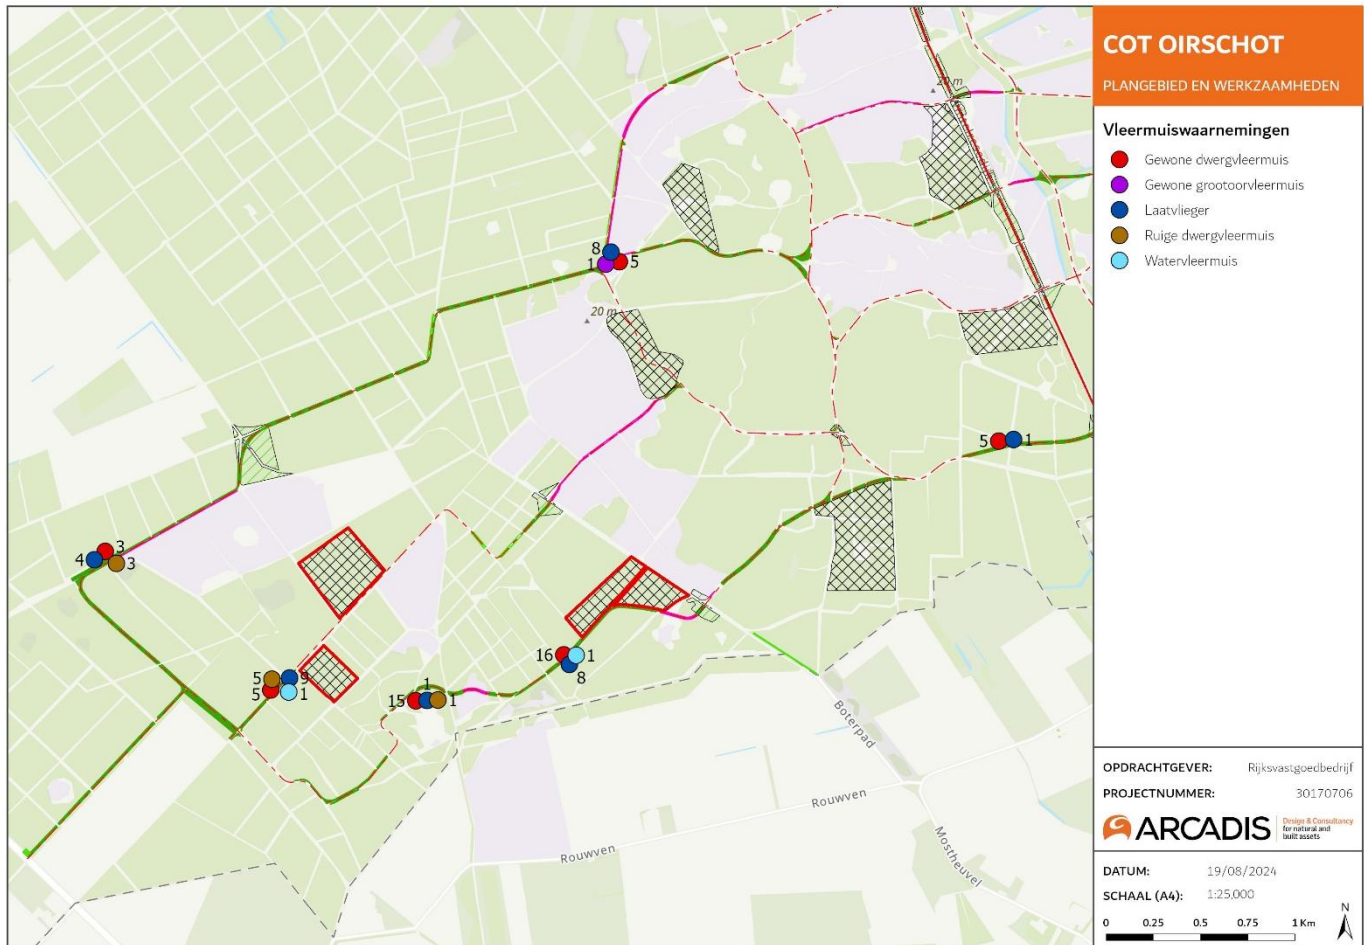 20 m
8
1
5
20 m
5
1
3
4
3
5
9
5
1
16
1
8
1
15
1
Boterpad
Rouwven
Rouwven
Mostheuvel
COT OIRSCHOT
PLANGEBIED EN WERKZAAMHEDEN
Vleermuiswaarnemingen
Gewone dwergvleermuis
Gewone grootoorvleermuis
Laatvlieger
Ruige dwergvleermuis
Watervleermuis
OPDRACHTGEVER: Rijksvastgoedbedrijf
PROJECTNUMMER: 30170706
ARCADIS
Design & Consultancy
for natural and
built assets
DATUM: 19/08/2024
SCHAAL (A4): 1:25,000
N
0 0.25 0.5 0.75 1 Km